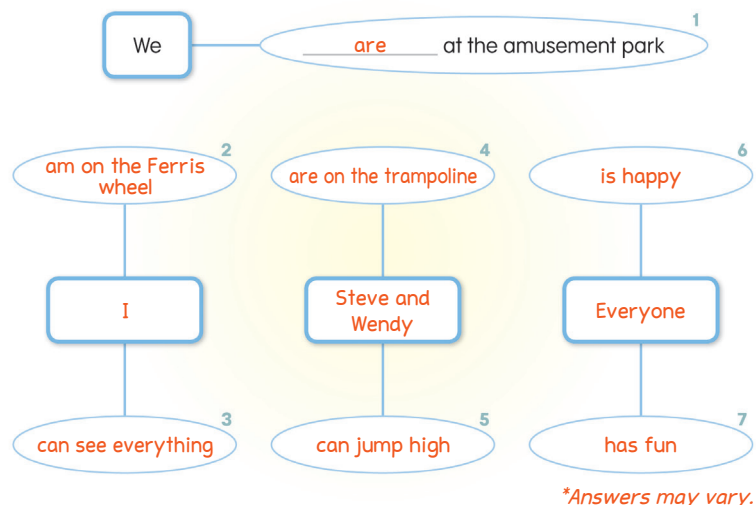 1
We
are at the amusement park
2
am on the Ferris
wheel
4
are on the trampoline
6
is happy
I
Steve and
Wendy
Everyone
3
can see everything
5
can jump high
7
has fun
*Answers may vary.